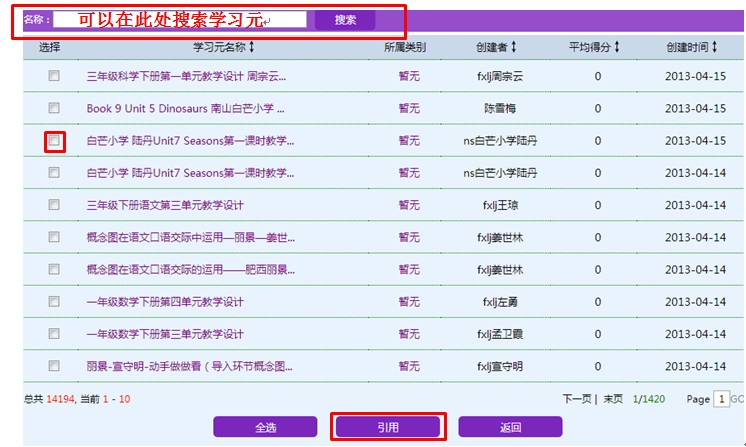 名称： 可以在此处搜索学习元 搜索
选择 学习元名称 所属类别 创建者 平均得分 创建时间
三年级科学下册第一单元教学设计 周宗云... 暂无 fxlj周宗云 0 2013-04-15
Book 9 Unit 5 Dinosaurs 南山白芒小学 ... 暂无 陈雪梅 0 2013-04-15
白芒小学 陆丹Unit7 Seasons第一课时教学... 暂无 ns白芒小学陆丹 0 2013-04-15
白芒小学 陆丹Unit7 Seasons第一课时教学... 暂无 ns白芒小学陆丹 0 2013-04-14
三年级下册语文第三单元教学设计 暂无 fxlj王琼 0 2013-04-14
概念图在语文口语交际中运用—丽景—姜世... 暂无 fxlj姜世林 0 2013-04-14
概念图在语文口语交际的运用——肥西丽景... 暂无 fxlj姜世林 0 2013-04-14
一年级数学下册第四单元教学设计 暂无 fxlj左勇 0 2013-04-14
一年级数学下册第三单元教学设计 暂无 fxlj孟卫霞 0 2013-04-14
丽景-宣守明-动手做做看（导入环节概念图... 暂无 fxlj宣守明 0 2013-04-14
总共 14194, 当前 1 - 10 下一页 | 末页 1/1420 Page 1 GO
全选 引用 返回